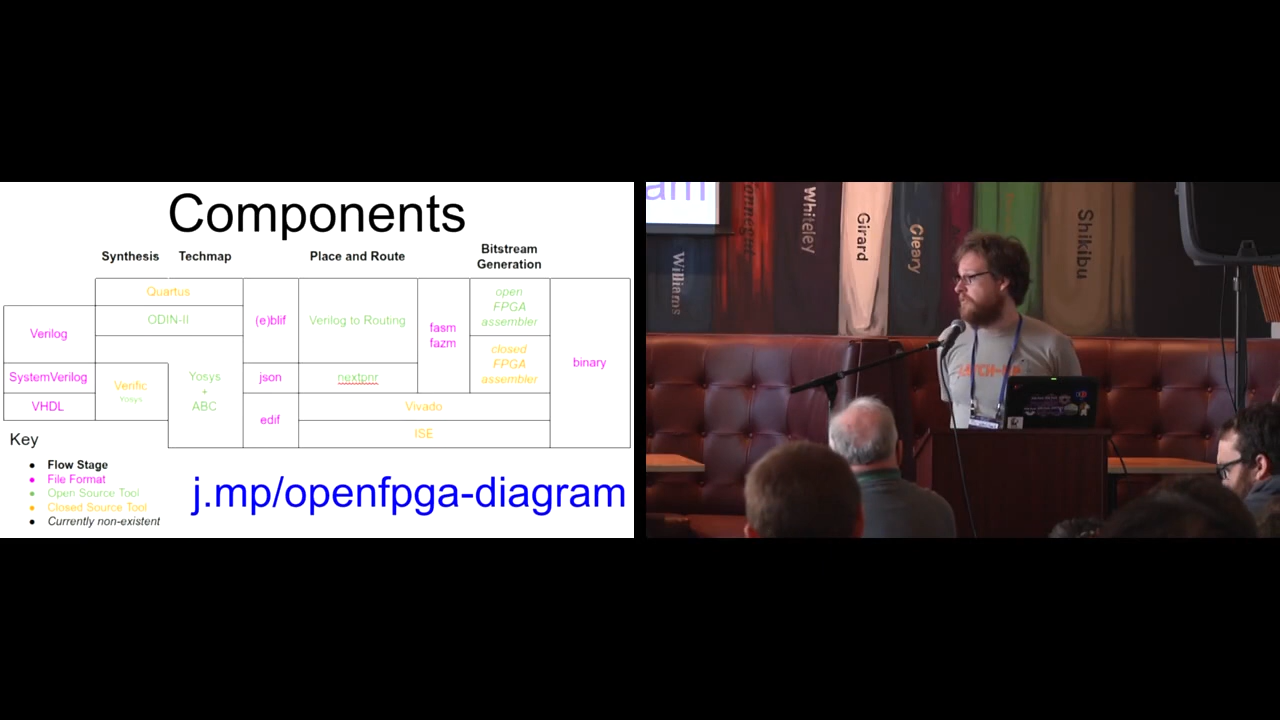 Components
Synthesis Techmap Place and Route Bitstream
Generation
Quartus
ODIN-II
Verilog
SystemVerilog
VHDL
Verific
Yosys
Yosys
+
ABC
(e)blif
json
edif
Verilog to Routing
nextpnr
Vivado
ISE
fasm
fazm
open
FPGA
assembler
closed
FPGA
assembler
binary
Key
● Flow Stage
● File Format
● Open Source Tool
● Closed Source Tool
● Currently non-existent
j.mp/openfpga-diagram
am
Williams
Whiteley
Girard
Cleary
Shikibu